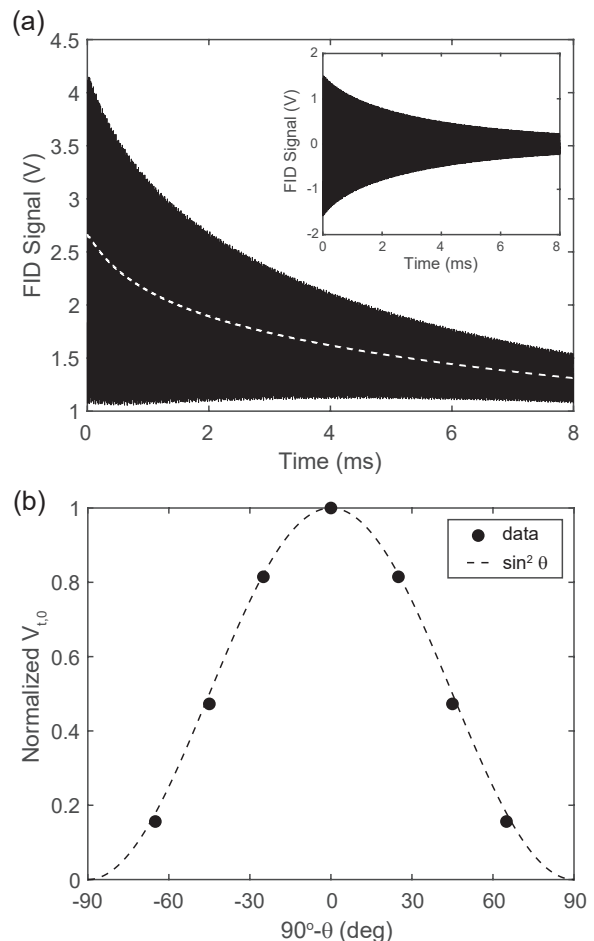 (a)
4.5
4
3.5
3
2.5
2
1.5
1
FID Signal (V)
0 2 4 6 8
Time (ms)
2
1
0
-1
-2
FID Signal (V)
0 2 4 6 8
Time (ms)
(b)
1
0.8
0.6
0.4
0.2
0
Normalized V_{t,0}
data
sin² θ
-90 -60 -30 0 30 60 90
90°-θ (deg)